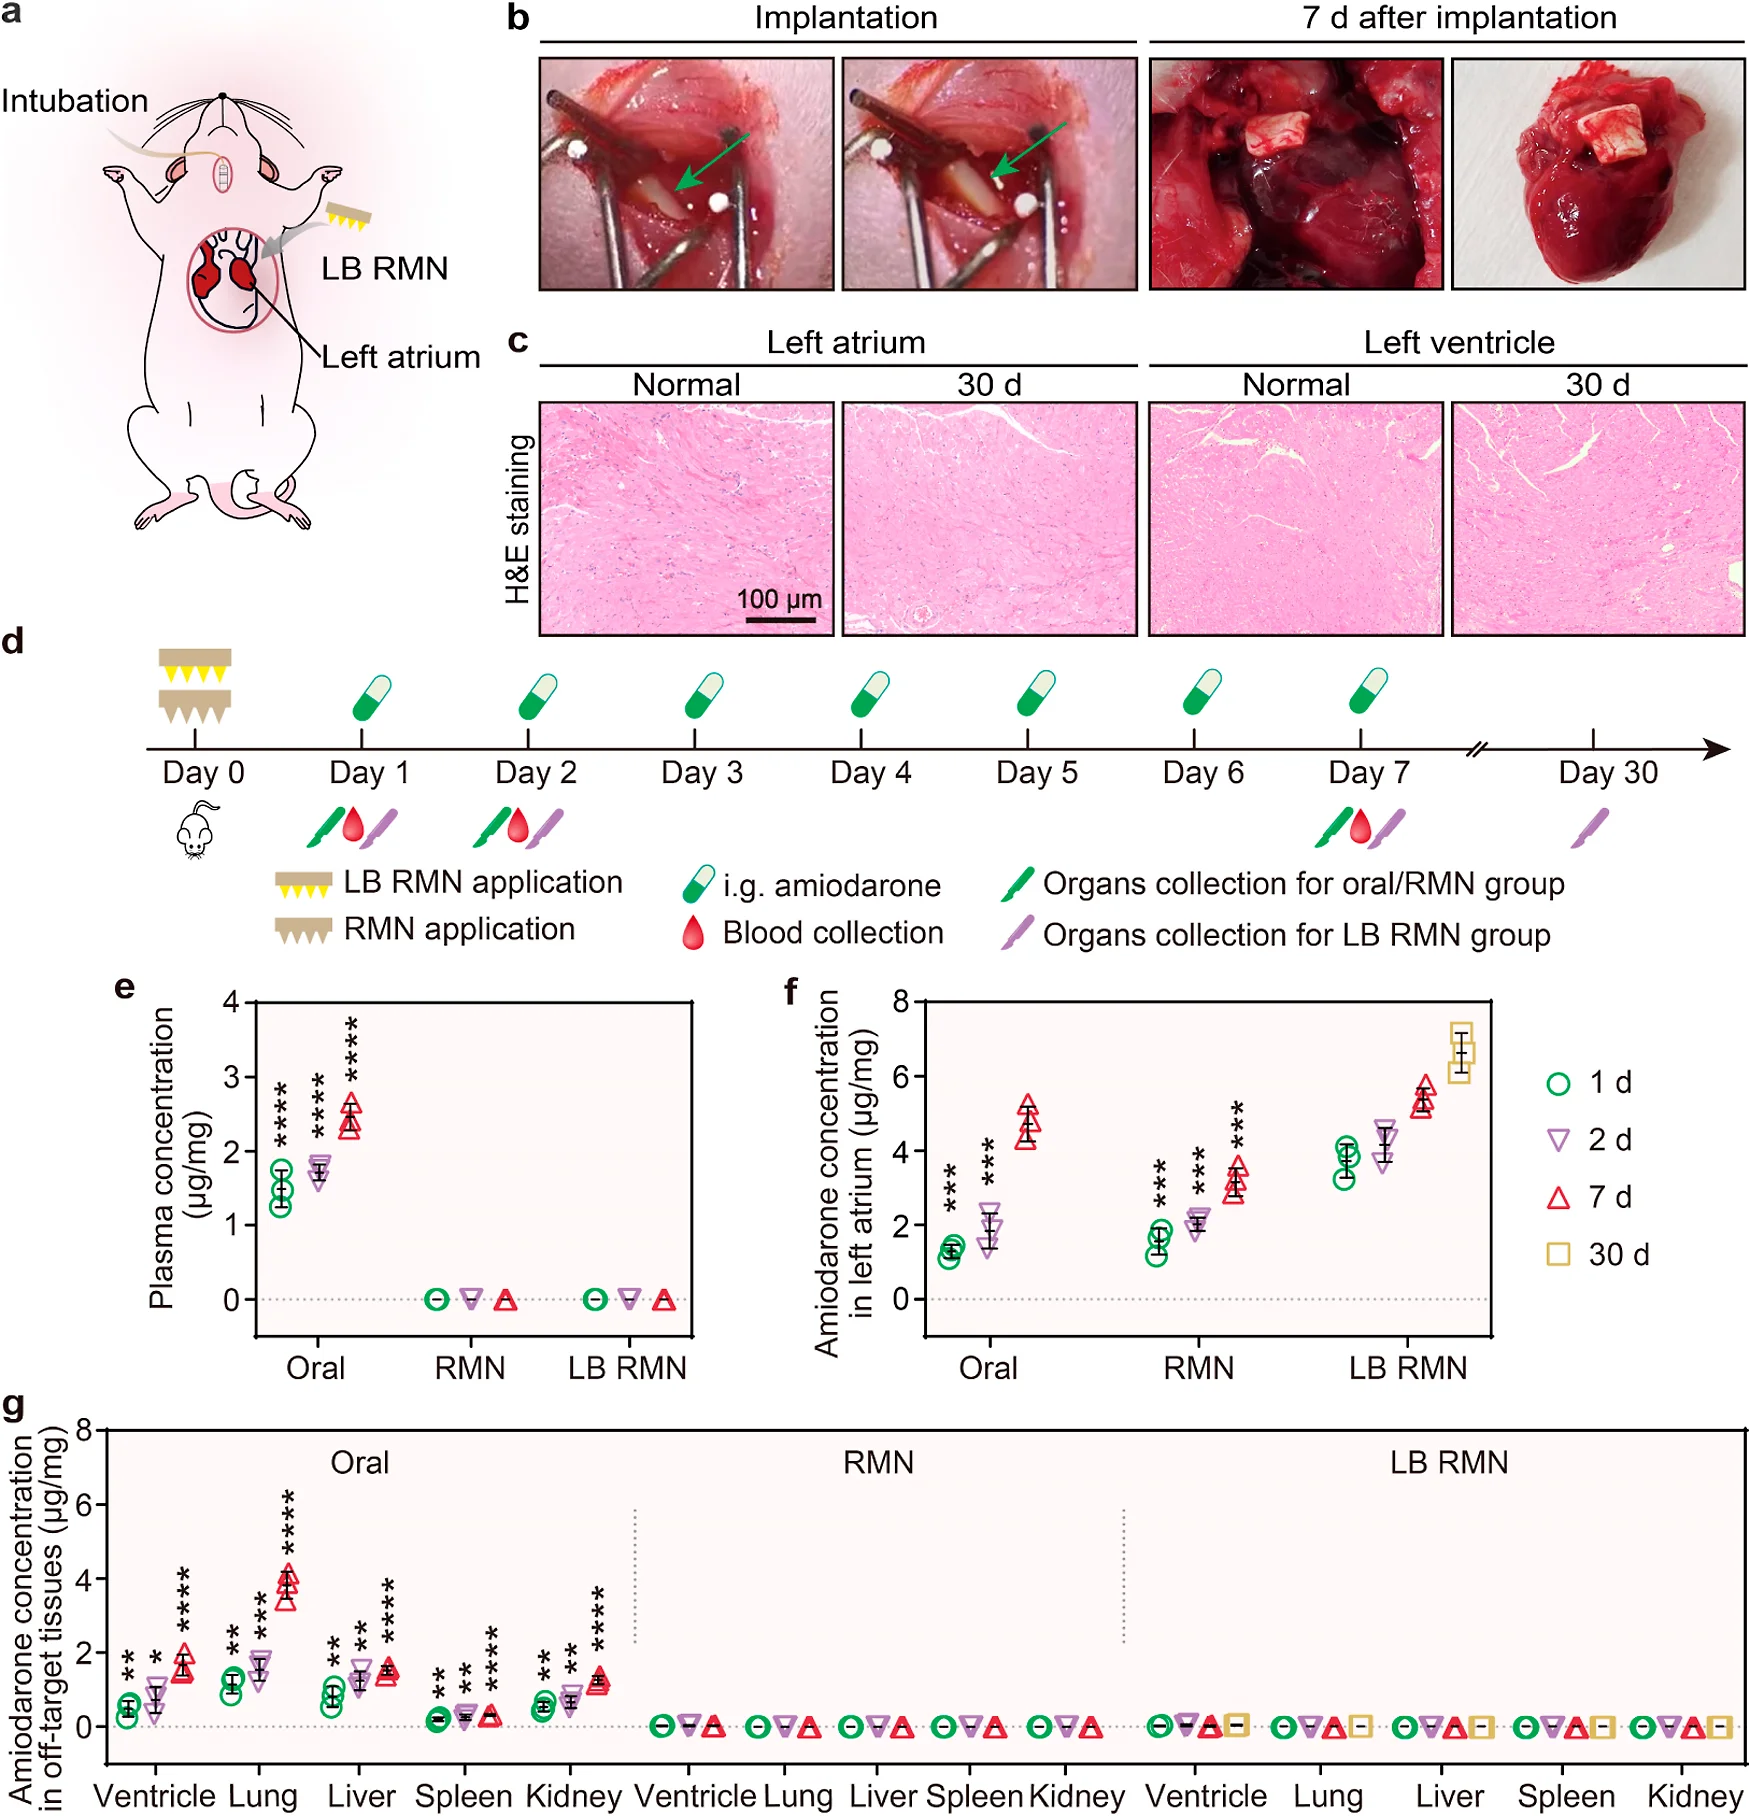 a
Intubation
LB RMN
Left atrium
b
Implantation
7 d after implantation
c
Left atrium
Left ventricle
Normal
30 d
Normal
30 d
H&E staining
100 µm
d
Day 0
Day 1
Day 2
Day 3
Day 4
Day 5
Day 6
Day 7
Day 30
LB RMN application
i.g. amiodarone
Organs collection for oral/RMN group
RMN application
Blood collection
Organs collection for LB RMN group
e
Plasma concentration
(µg/mg)
4
3
2
1
0
****
****
****
Oral
RMN
LB RMN
f
Amiodarone concentration
in left atrium (µg/mg)
8
6
4
2
0
***
***
***
***
***
Oral
RMN
LB RMN
1 d
2 d
7 d
30 d
g
Amiodarone concentration
in off-target tissues (µg/mg)
8
6
4
2
0
Oral
RMN
LB RMN
**
*
****
**
***
****
**
**
****
**
**
****
**
**
****
Ventricle Lung Liver Spleen Kidney Ventricle Lung Liver Spleen Kidney Ventricle Lung Liver Spleen Kidney